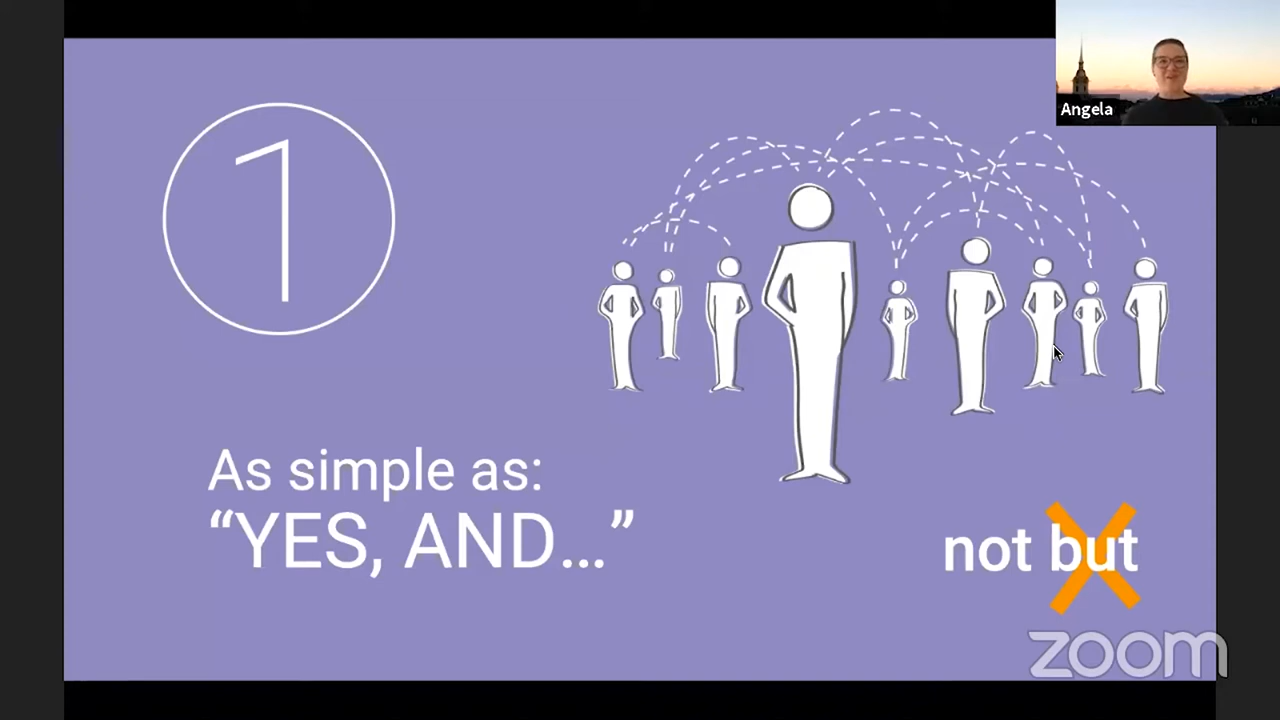 Angela
1
As simple as:
“YES, AND...”
not but
zoom